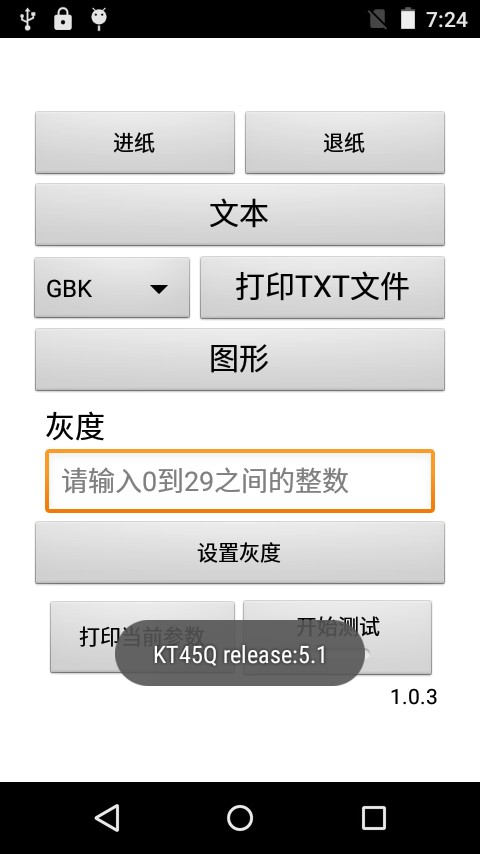 7:24
进纸
退纸
文本
GBK
打印TXT文件
图形
灰度
请输入0到29之间的整数
设置灰度
打印当前参数
开始测试
KT45Q release:5.1
1.0.3